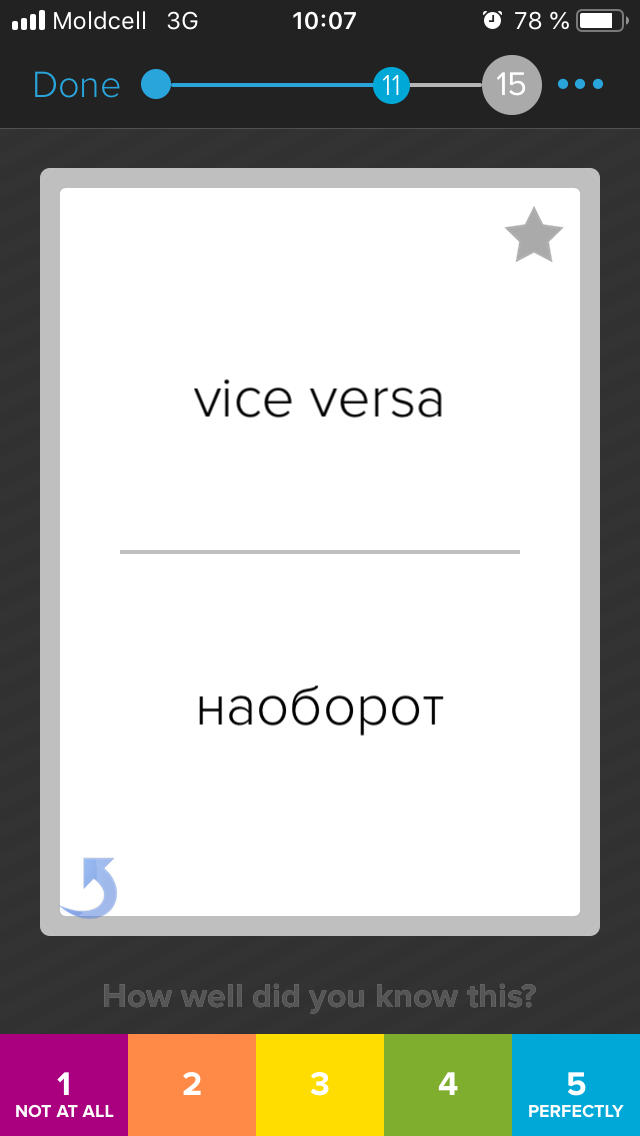 Moldcell 3G 10:07 78 %
Done 11 15
vice versa
наоборот
How well did you know this?
1 2 3 4 5
NOT AT ALL PERFECTLY